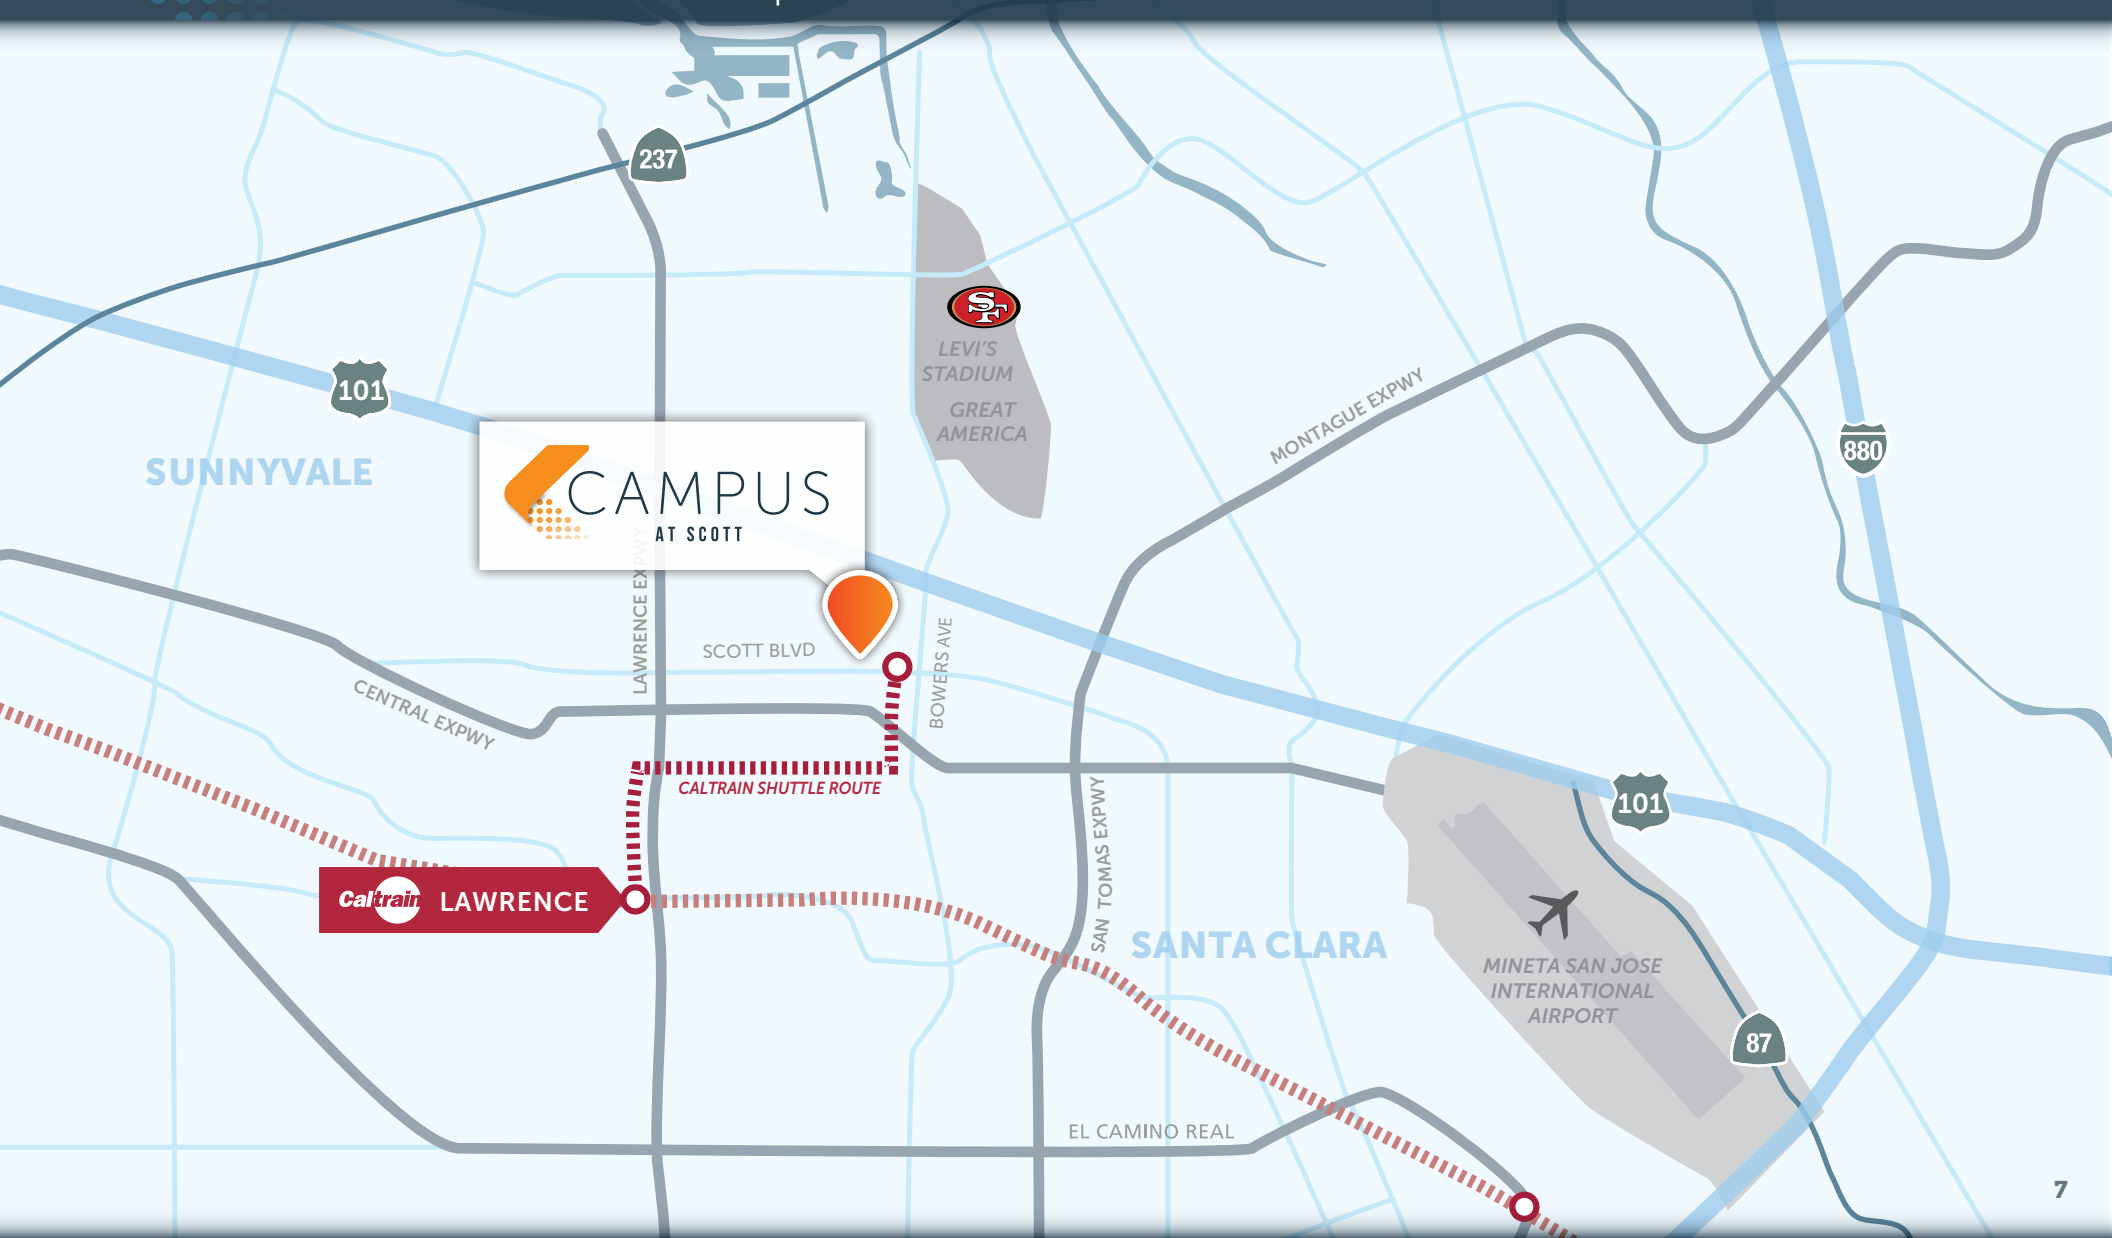 237
SF
LEVI'S
STADIUM
GREAT
AMERICA
101
SUNNYVALE
MONTAGUE EXPWY
880
CAMPUS
AT SCOTT
LAWRENCE EXPWY
SCOTT BLVD
BOWERS AVE
CENTRAL EXPWY
CALTRAIN SHUTTLE ROUTE
101
SAN TOMAS EXPWY
Caltrain LAWRENCE
SANTA CLARA
MINETA SAN JOSE
INTERNATIONAL
AIRPORT
87
EL CAMINO REAL
7